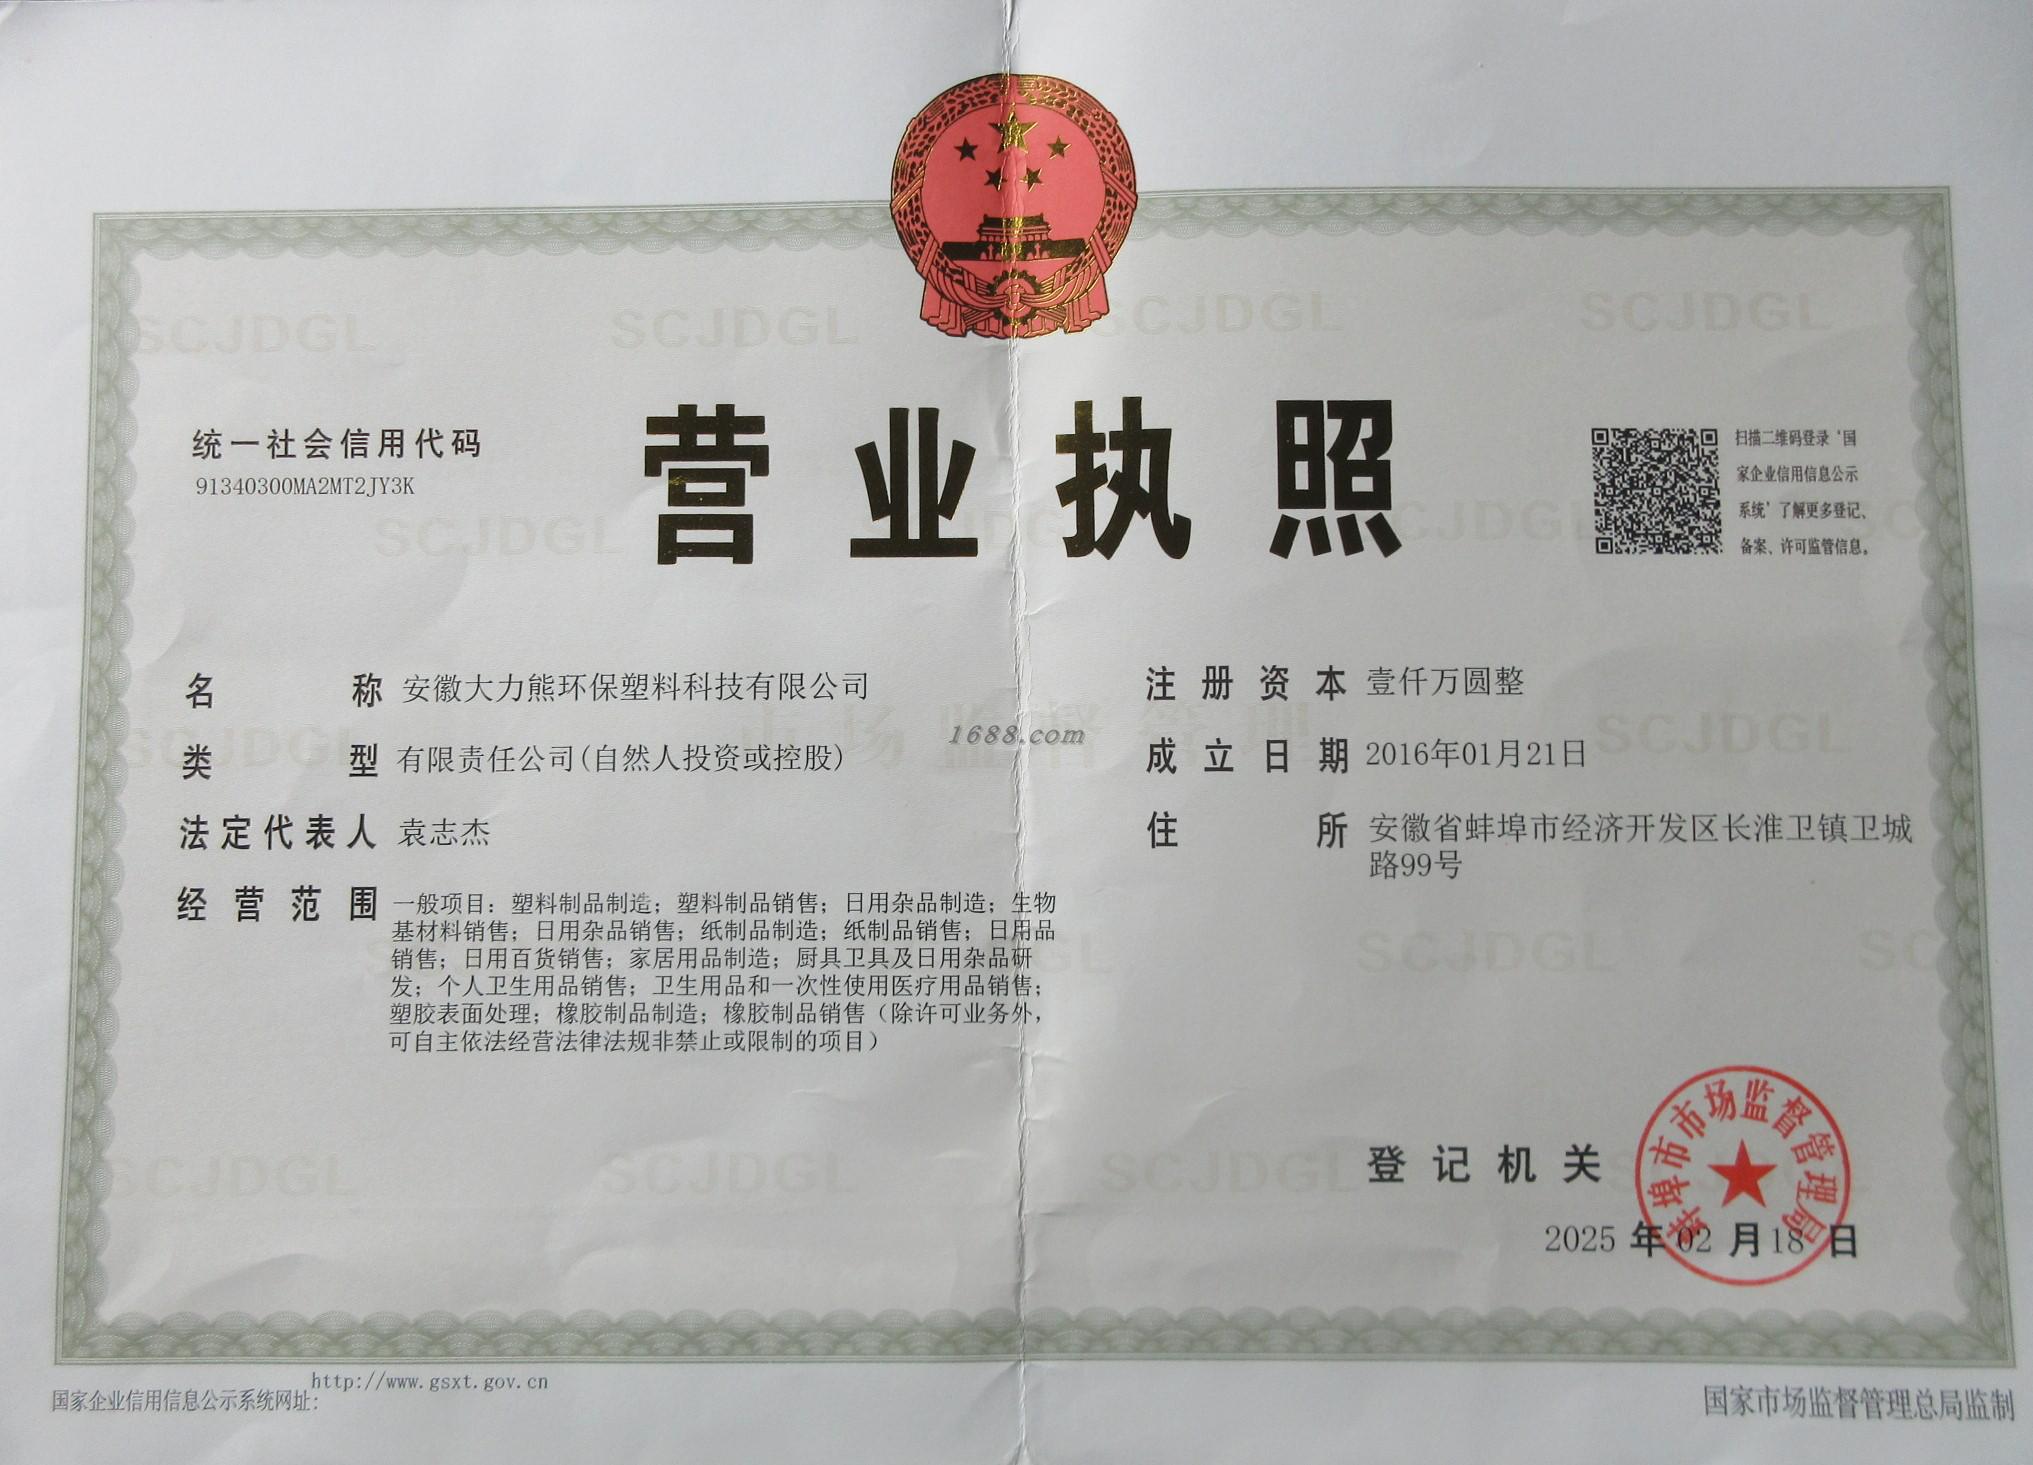 统一社会信用代码
91340300MA2MT2JY3K
营业执照
扫描二维码登录‘国
家企业信用信息公示
系统’了解更多登记、
备案、许可监管信息。
名称 安徽大力熊环保塑料科技有限公司
类型 有限责任公司(自然人投资或控股)
法定代表人 袁志杰
经营范围 一般项目：塑料制品制造；塑料制品销售；日用杂品制造；生物
基材料销售；日用杂品销售；纸制品制造；纸制品销售；日用品
销售；日用百货销售；家居用品制造；厨具卫具及日用杂品研
发；个人卫生用品销售；卫生用品和一次性使用医疗用品销售；
塑胶表面处理；橡胶制品制造；橡胶制品销售（除许可业务外，
可自主依法经营法律法规非禁止或限制的项目）
注册资本 壹仟万圆整
成立日期 2016年01月21日
住所 安徽省蚌埠市经济开发区长淮卫镇卫城
路99号
1688.com
市场监督管理
SCJDGL
登记机关
蚌埠市市场监督管理局
2025年02月18日
国家企业信用信息公示系统网址：http://www.gsxt.gov.cn
国家市场监督管理总局监制